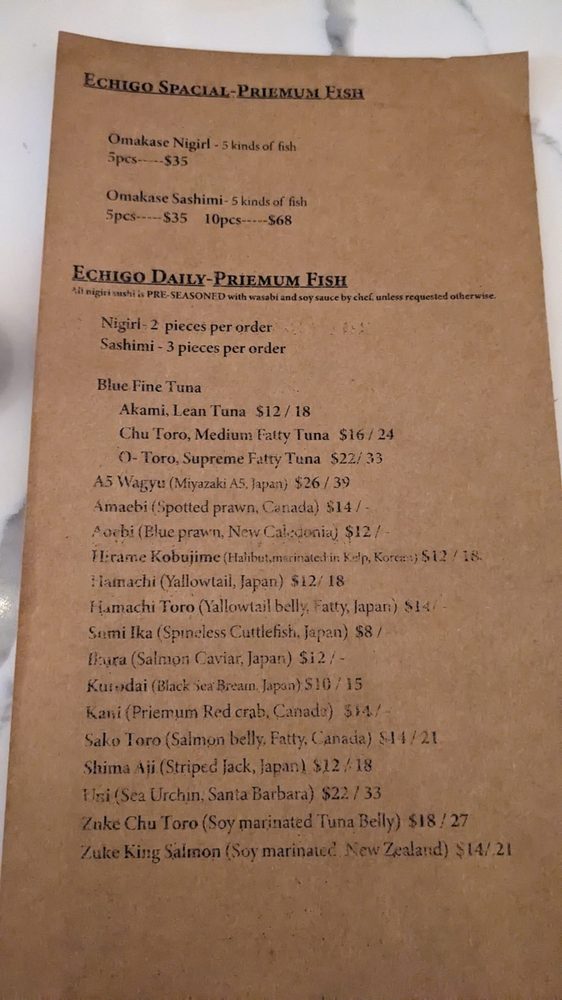 Echigo Spacial-Priemum Fish
Omakase Nigirl - 5 kinds of fish
5pcs-----$35
Omakase Sashimi- 5 kinds of fish
5pcs-----$35 10pcs-----$68
Echigo Daily-Priemum Fish
All nigiri sushi is PRE-SEASONED with wasabi and soy sauce by chef, unless requested otherwise.
Nigirl- 2 pieces per order
Sashimi - 3 pieces per order
Blue Fine Tuna
Akami, Lean Tuna $12 / 18
Chu Toro, Medium Fatty Tuna $16 / 24
O- Toro, Supreme Fatty Tuna $22/ 33
A5 Wagyu (Miyazaki A5, Japan) $26 / 39
Amaebi (Spotted prawn, Canada) $14 / -
Aoebi (Blue prawn, New Caledonia) $12 / -
Hirame Kobujime (Halibut,marinated in Kelp, Korean) $12 / 18
Hamachi (Yallowtail, Japan) $12/ 18
Hamachi Toro (Yallowtail belly, Fatty, Japan) $14/ -
Sumi Ika (Spineless Cuttlefish, Japan) $8 / -
Ikura (Salmon Caviar, Japan) $12 / -
Kurodai (Black Sea Bream, Japan) $10 / 15
Kani (Priemum Red crab, Canada) $14 / -
Sake Toro (Salmon belly, Fatty, Canada) $14 / 21
Shima Aji (Striped Jack, Japan) $12 / 18
Uni (Sea Urchin, Santa Barbara) $22 / 33
Zuke Chu Toro (Soy marinated Tuna Belly) $18 / 27
Zuke King Salmon (Soy marinated, New Zealand) $14/ 21